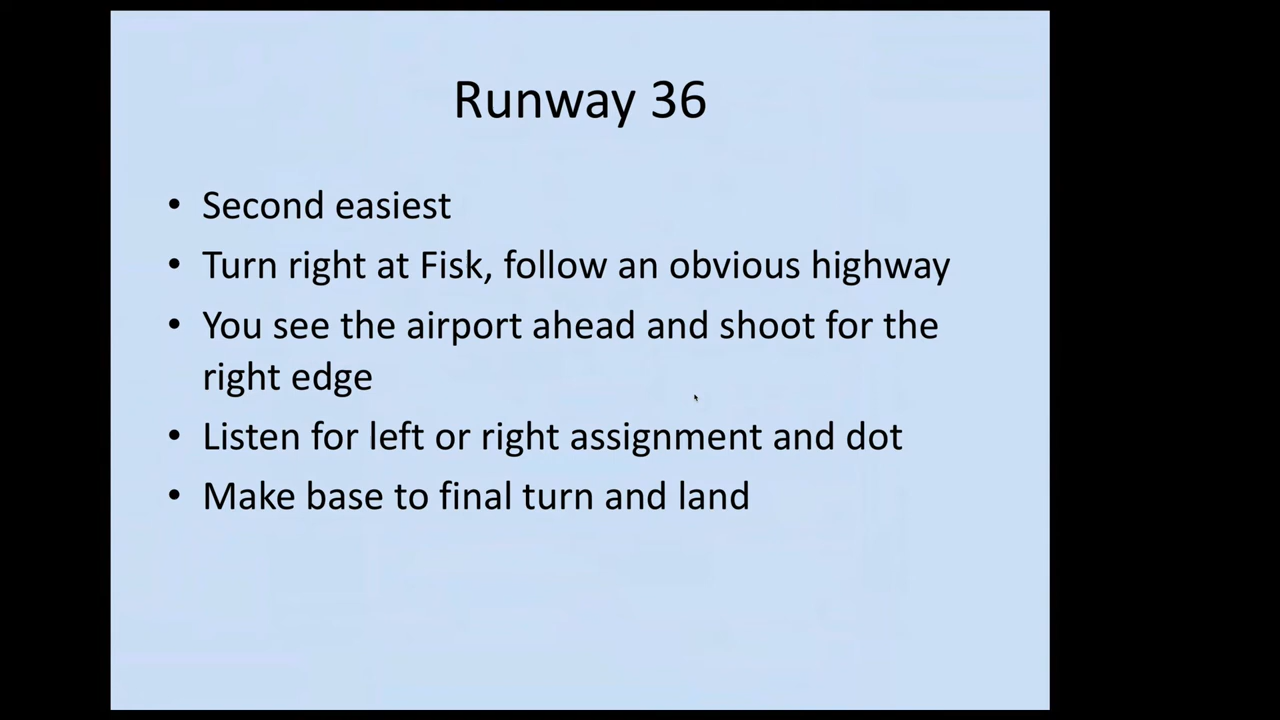 Runway 36
• Second easiest
• Turn right at Fisk, follow an obvious highway
• You see the airport ahead and shoot for the
right edge
• Listen for left or right assignment and dot
• Make base to final turn and land